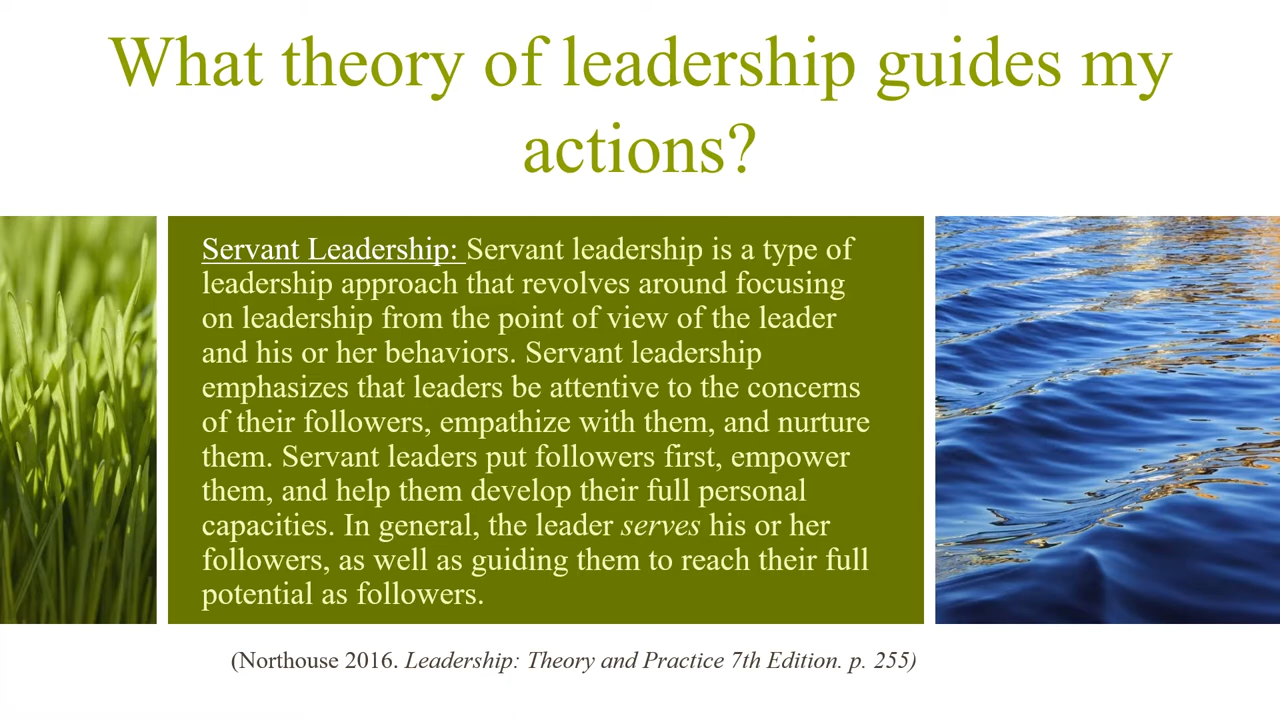 What theory of leadership guides my
actions?
Servant Leadership: Servant leadership is a type of
leadership approach that revolves around focusing
on leadership from the point of view of the leader
and his or her behaviors. Servant leadership
emphasizes that leaders be attentive to the concerns
of their followers, empathize with them, and nurture
them. Servant leaders put followers first, empower
them, and help them develop their full personal
capacities. In general, the leader serves his or her
followers, as well as guiding them to reach their full
potential as followers.
(Northouse 2016. Leadership: Theory and Practice 7th Edition. p. 255)